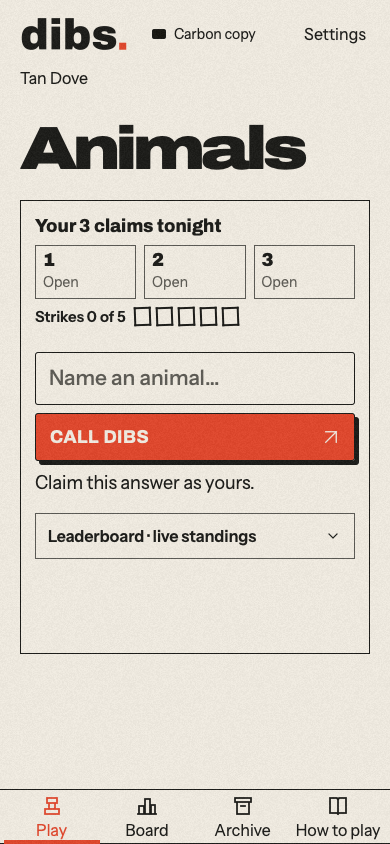 dibs.
Carbon copy
Settings
Tan Dove
Animals
Your 3 claims tonight
1
Open
2
Open
3
Open
Strikes 0 of 5
Name an animal...
CALL DIBS
Claim this answer as yours.
Leaderboard · live standings
Play
Board
Archive
How to play